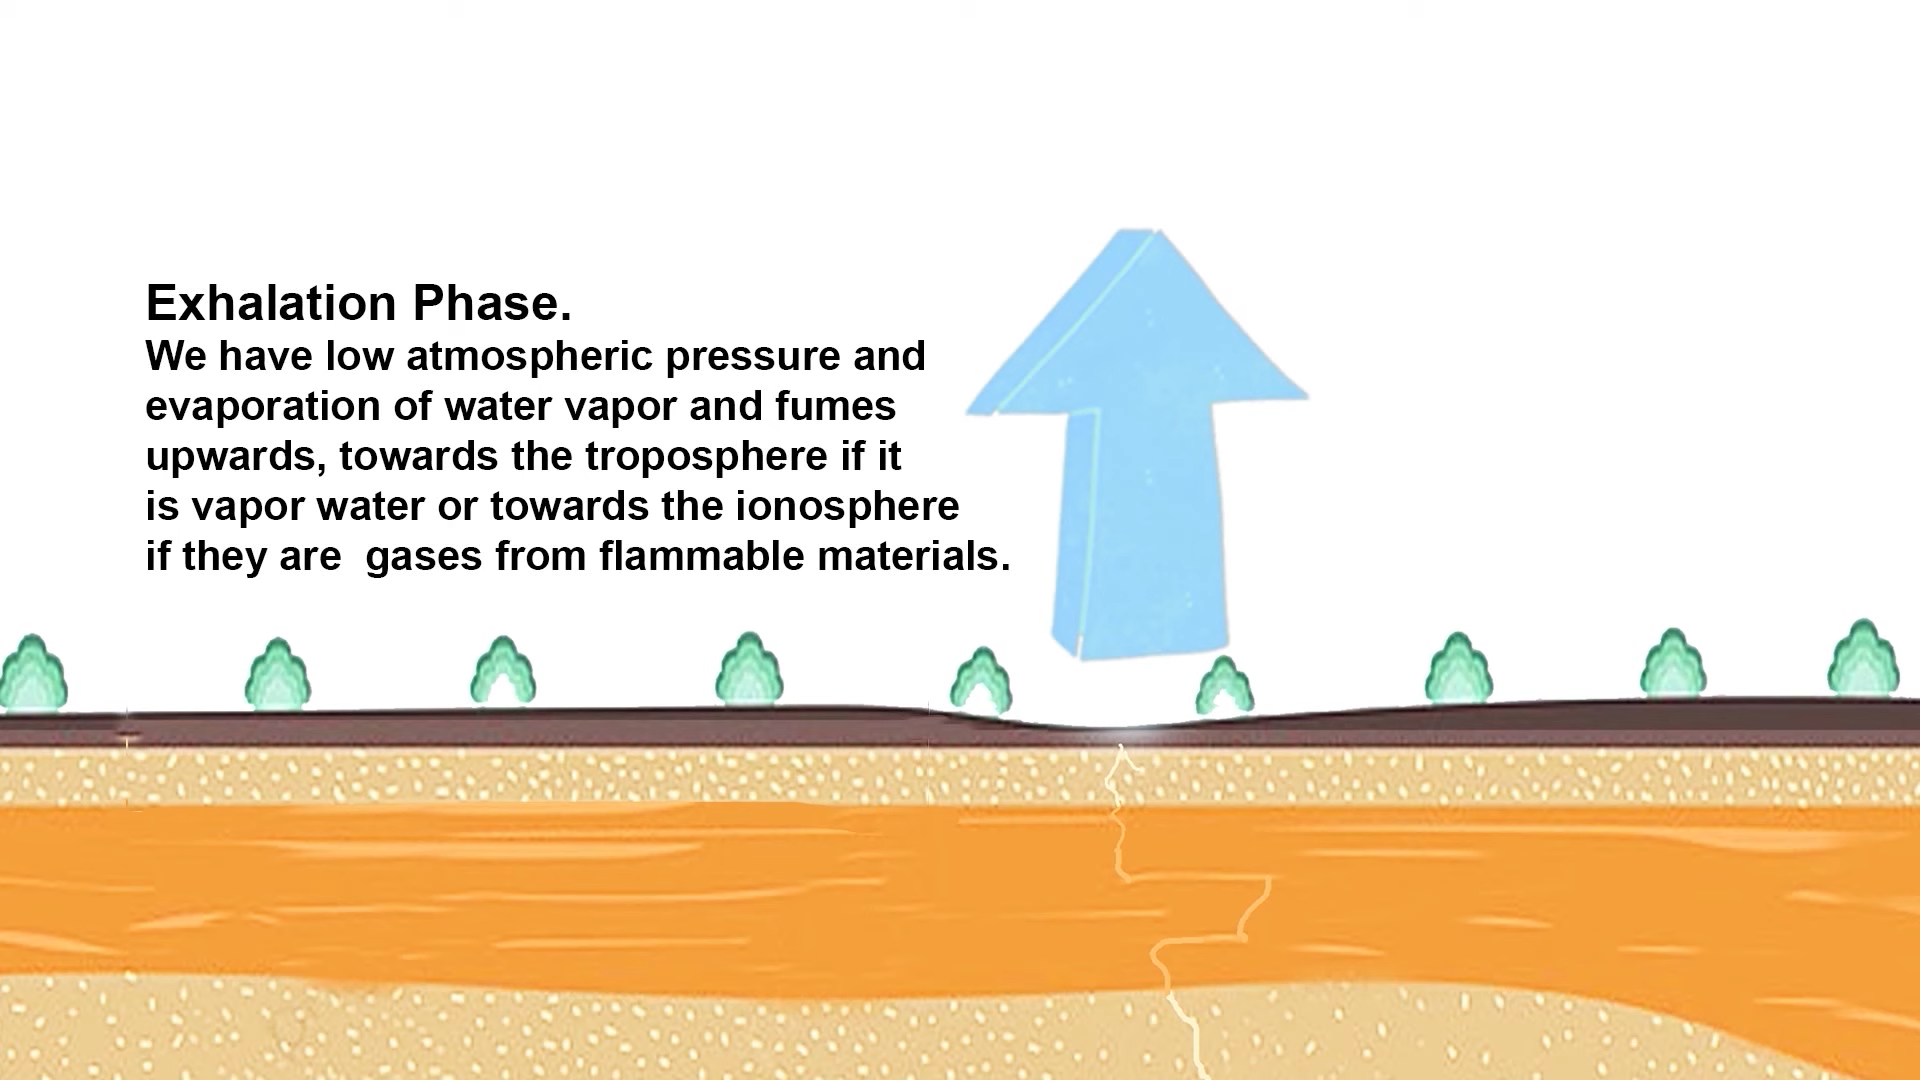 Exhalation Phase.
We have low atmospheric pressure and
evaporation of water vapor and fumes
upwards, towards the troposphere if it
is vapor water or towards the ionosphere
if they are  gases from flammable materials.